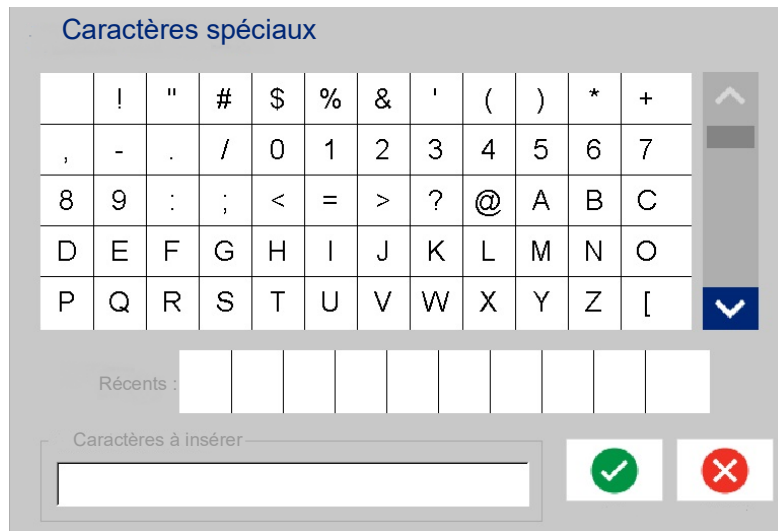 Caractères spéciaux
! " # $ % & ' ( ) * +
, - . / 0 1 2 3 4 5 6 7
8 9 : ; < = > ? @ A B C
D E F G H I J K L M N O
P Q R S T U V W X Y Z [
Récents :
Caractères à insérer